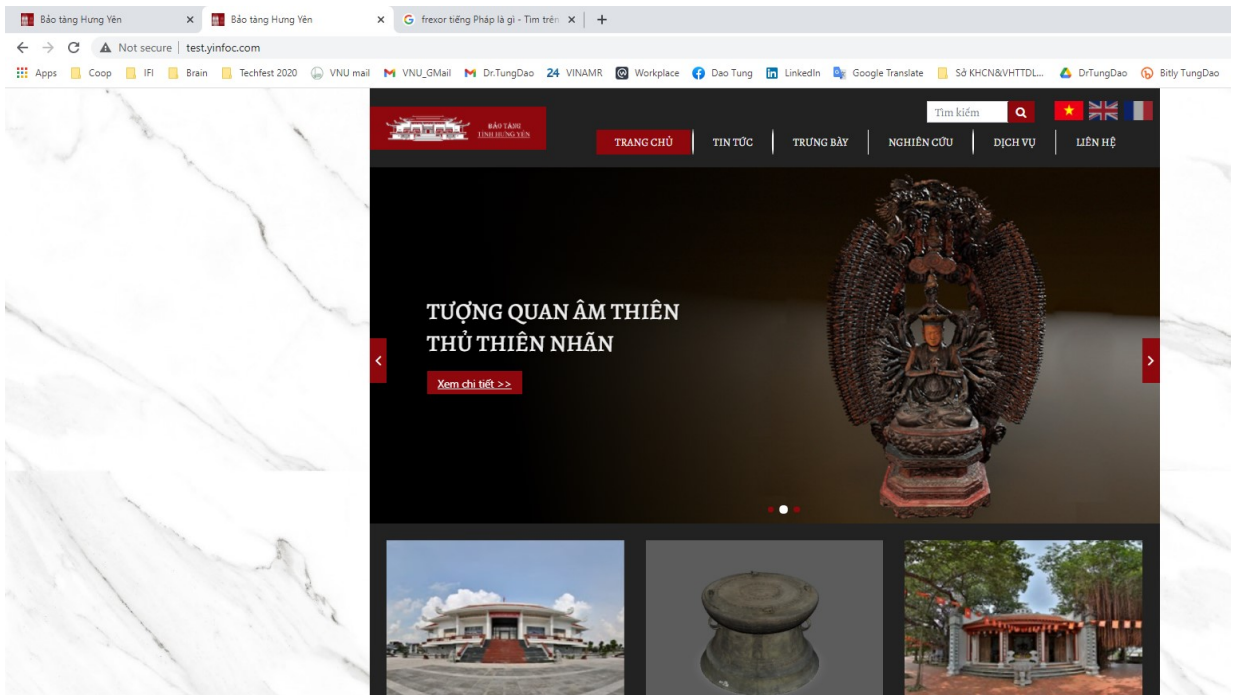 Bảo tàng Hưng Yên
Bảo tàng Hưng Yên
frexor tiếng Pháp là gì - Tìm trên
Not secure | test.yinfoc.com
Apps Coop IFI Brain Techfest 2020 VNU mail VNU_GMail Dr.TungDao 24 VINAMR Workplace Dao Tung LinkedIn Google Translate Sở KHCN&VHTTDL... DrTungDao Bitly TungDao
BẢO TÀNG
TỈNH HƯNG YÊN
Tìm kiếm
TRANG CHỦ TIN TỨC TRƯNG BÀY NGHIÊN CỨU DỊCH VỤ LIÊN HỆ
TƯỢNG QUAN ÂM THIÊN
THỦ THIÊN NHÃN
Xem chi tiết >>